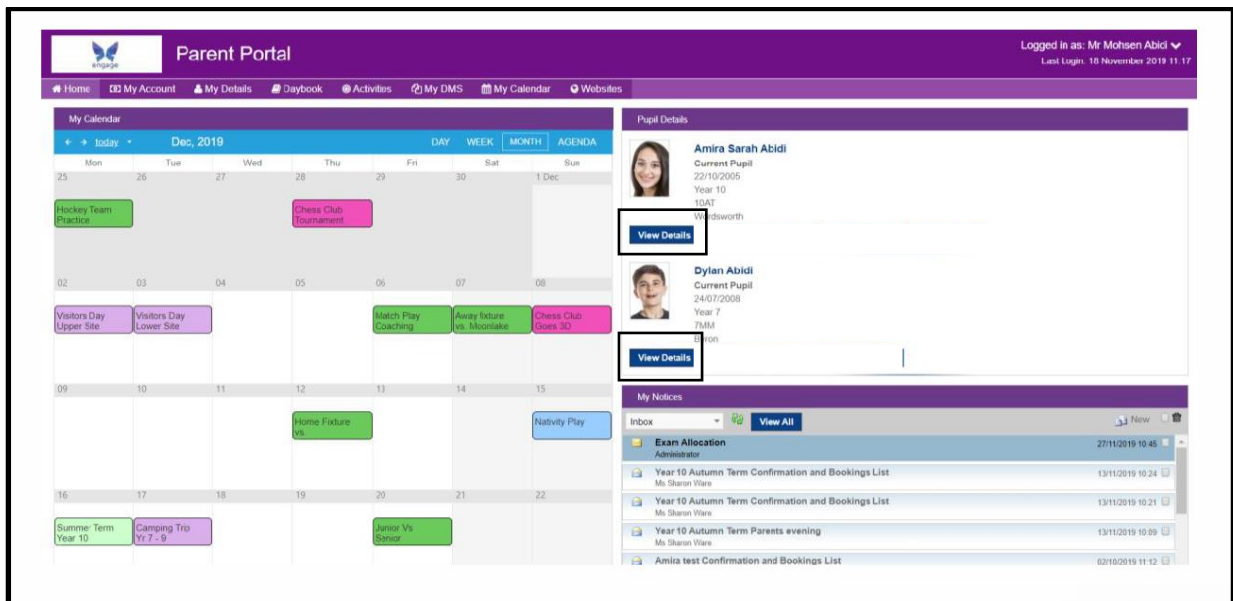 engage
Parent Portal
Logged in as: Mr Mohsen Abidi
Last Login: 18 November 2019 11.17
Home My Account My Details Daybook Activities My DMS My Calendar Websites
My Calendar
today Dec, 2019 DAY WEEK MONTH AGENDA
Mon Tue Wed Thu Fri Sat Sun
25 26 27 28 29 30 1 Dec
Hockey Team Practice
Chess Club Tournament
02 03 04 05 06 07 08
Visitors Day Upper Site
Visitors Day Lower Site
Match Play Coaching
Away fixture vs. Moonlake
Chess Club Goes 3D
09 10 11 12 13 14 15
Home Fixture vs.
Nativity Play
16 17 18 19 20 21 22
Summer Term Year 10
Camping Trip Yr 7 - 9
Junior Vs Senior
Pupil Details
Amira Sarah Abidi
Current Pupil
22/10/2005
Year 10
10AT
Wordsworth
View Details
Dylan Abidi
Current Pupil
24/07/2008
Year 7
7MM
Byron
View Details
My Notices
Inbox View All New
Exam Allocation 27/11/2019 10:45
Administrator
Year 10 Autumn Term Confirmation and Bookings List 13/11/2019 10:24
Ms Sharon Ware
Year 10 Autumn Term Confirmation and Bookings List 13/11/2019 10:21
Ms Sharon Ware
Year 10 Autumn Term Parents evening 13/11/2019 10:09
Ms Sharon Ware
Amira test Confirmation and Bookings List 02/10/2019 11:12